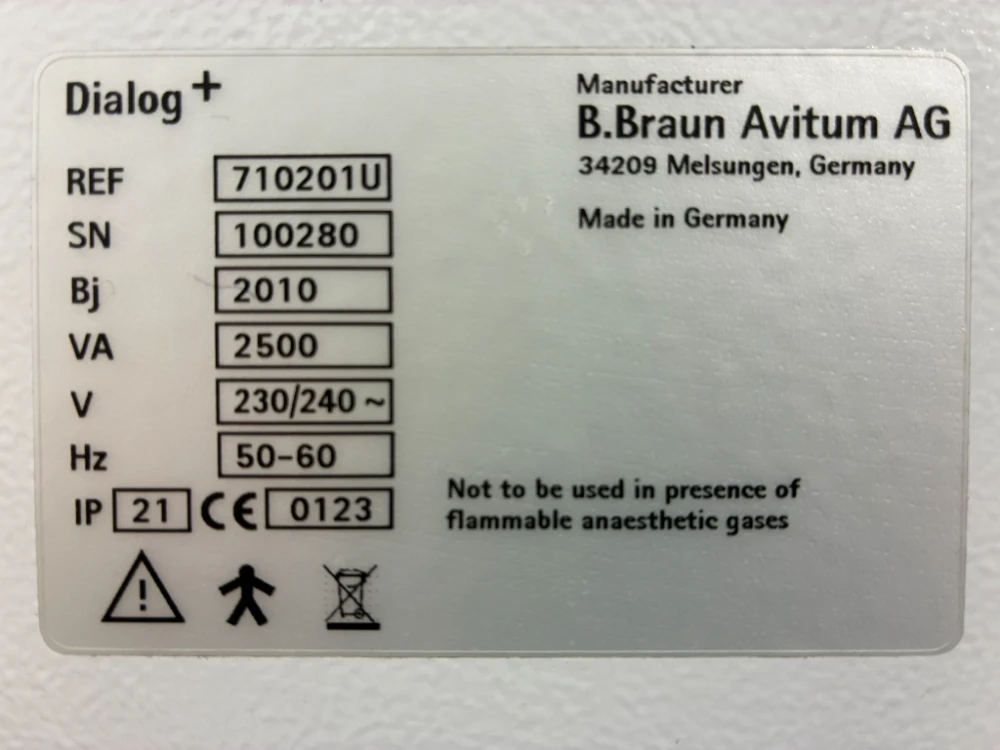 Dialog+
REF 710201U
SN 100280
Bj 2010
VA 2500
V 230/240 ~
Hz 50-60
IP 21 CE 0123
Manufacturer
B.Braun Avitum AG
34209 Melsungen, Germany
Made in Germany
Not to be used in presence of
flammable anaesthetic gases